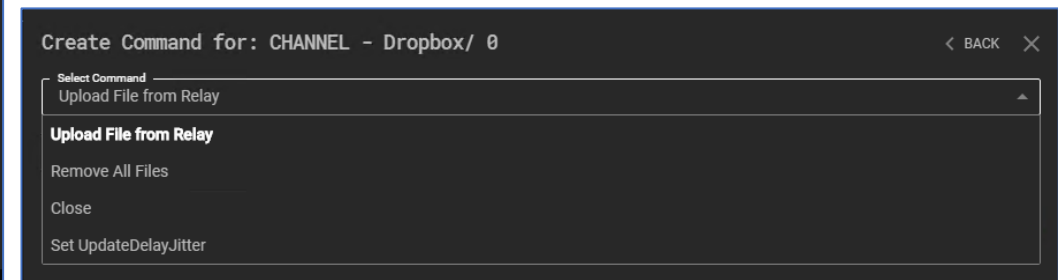 Create Command for: CHANNEL - Dropbox/ 0
< BACK
Select Command
Upload File from Relay
Upload File from Relay
Remove All Files
Close
Set UpdateDelayJitter